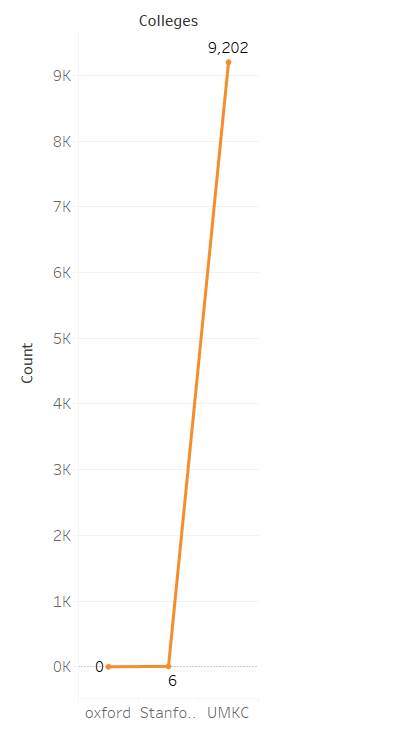 Colleges
9,202
9K
8K
7K
6K
5K
4K
3K
2K
1K
0K
Count
0
6
oxford Stanfo.. UMKC